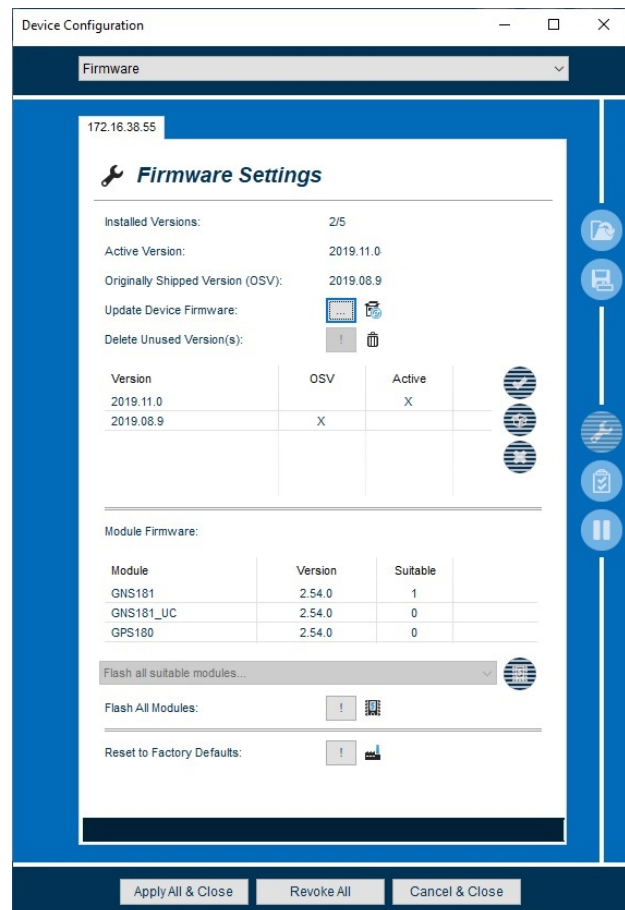 Device Configuration
Firmware
172.16.38.55
Firmware Settings
Installed Versions: 2/5
Active Version: 2019.11.0
Originally Shipped Version (OSV): 2019.08.9
Update Device Firmware: ...
Delete Unused Version(s): !
Version OSV Active
2019.11.0 X
2019.08.9 X
Module Firmware:
Module Version Suitable
GNS181 2.54.0 1
GNS181_UC 2.54.0 0
GPS180 2.54.0 0
Flash all suitable modules...
Flash All Modules: !
Reset to Factory Defaults: !
Apply All & Close Revoke All Cancel & Close